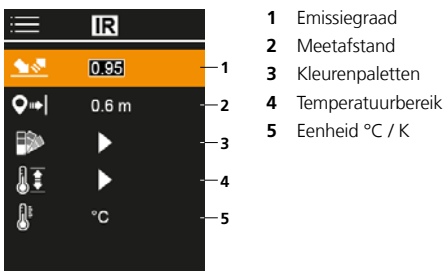 IR
0.95
1
0.6 m
2
3
4
°C
5
1 Emissiegraad
2 Meetafstand
3 Kleurenpaletten
4 Temperatuurbereik
5 Eenheid °C / K